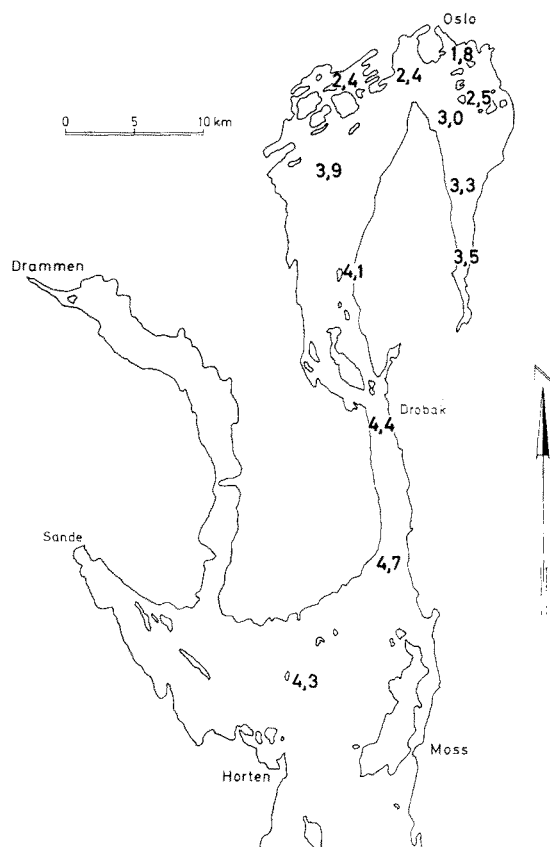 Oslo
1,8
2,4
2,4
2,5
3,0
0 5 10 km
3,9
3,3
3,5
Drammen
4,1
Drøbak
4,4
Sande
4,7
4,3
Moss
Horten
N